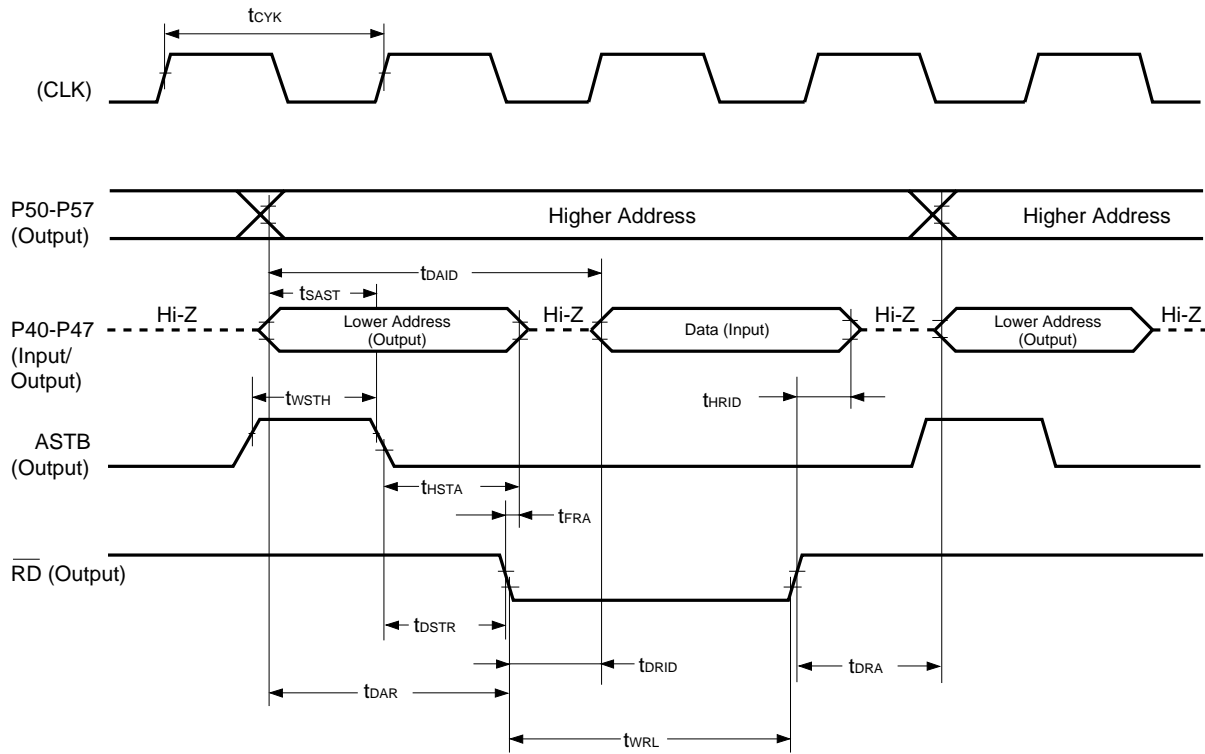 tCYK
(CLK)
P50-P57
(Output)
Higher Address
Higher Address
tDAID
tSAST
Hi-Z
Hi-Z
Hi-Z
Hi-Z
P40-P47
(Input/
Output)
Lower Address
(Output)
Data (Input)
Lower Address
(Output)
tWSTH
tHRID
ASTB
(Output)
tHSTA
tFRA
RD (Output)
tDSTR
tDRID
tDRA
tDAR
tWRL